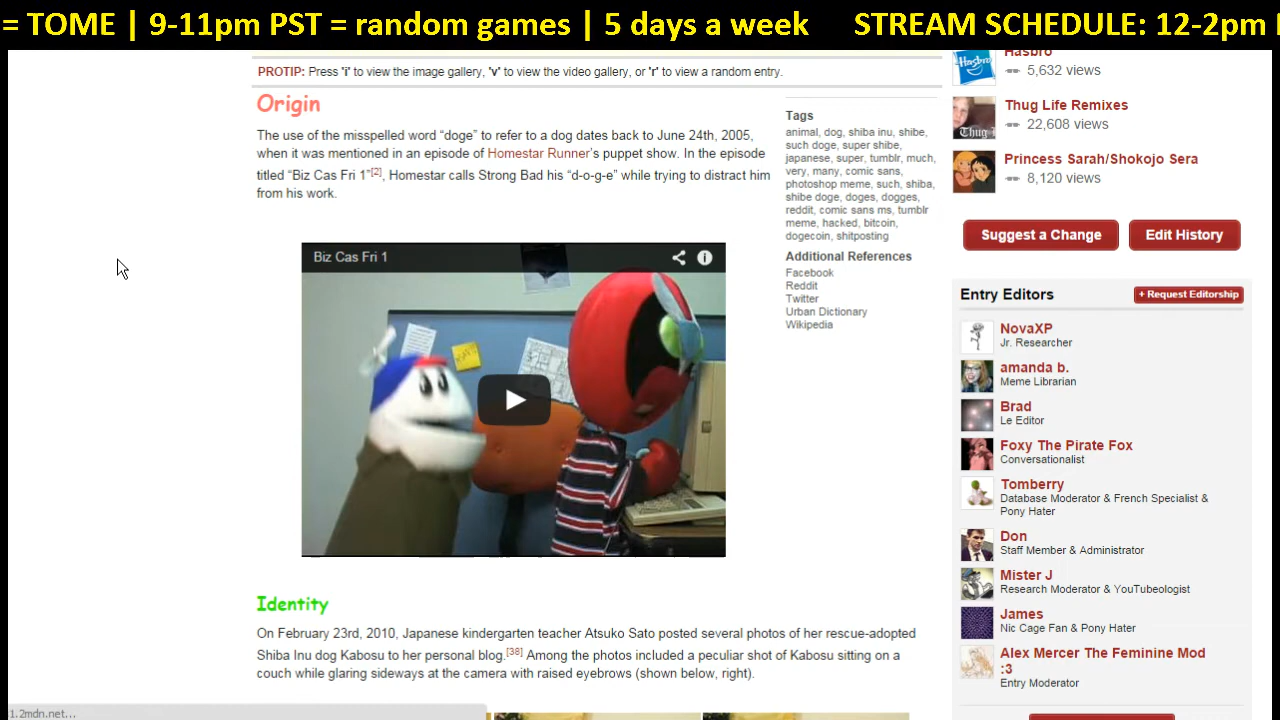 = TOME | 9-11pm PST = random games | 5 days a week STREAM SCHEDULE: 12-2pm
PROTIP: Press 'i' to view the image gallery, 'v' to view the video gallery, or 'r' to view a random entry.
Origin
The use of the misspelled word “doge” to refer to a dog dates back to June 24th, 2005,
when it was mentioned in an episode of Homestar Runner’s puppet show. In the episode
titled “Biz Cas Fri 1”[2], Homestar calls Strong Bad his “d-o-g-e” while trying to distract him
from his work.
Biz Cas Fri 1
Identity
On February 23rd, 2010, Japanese kindergarten teacher Atsuko Sato posted several photos of her rescue-adopted
Shiba Inu dog Kabosu to her personal blog.[38] Among the photos included a peculiar shot of Kabosu sitting on a
couch while glaring sideways at the camera with raised eyebrows (shown below, right).
1.2mdn.net...
Tags
animal, dog, shiba inu, shibe,
such doge, super shibe,
japanese, super, tumblr, much,
very, many, comic sans,
photoshop meme, such, shiba,
shibe doge, doges, dogges,
reddit, comic sans ms, tumblr
meme, hacked, bitcoin,
dogecoin, shitposting
Additional References
Facebook
Reddit
Twitter
Urban Dictionary
Wikipedia
Hasbro
Hasbro
5,632 views
Thug Life Remixes
Thug
22,608 views
Princess Sarah/Shokojo Sera
8,120 views
Suggest a Change
Edit History
Entry Editors
+ Request Editorship
NovaXP
Jr. Researcher
amanda b.
Meme Librarian
Brad
Le Editor
Foxy The Pirate Fox
Conversationalist
Tomberry
Database Moderator & French Specialist &
Pony Hater
Don
Staff Member & Administrator
Mister J
Research Moderator & YouTubeologist
James
Nic Cage Fan & Pony Hater
Alex Mercer The Feminine Mod
:3
Entry Moderator